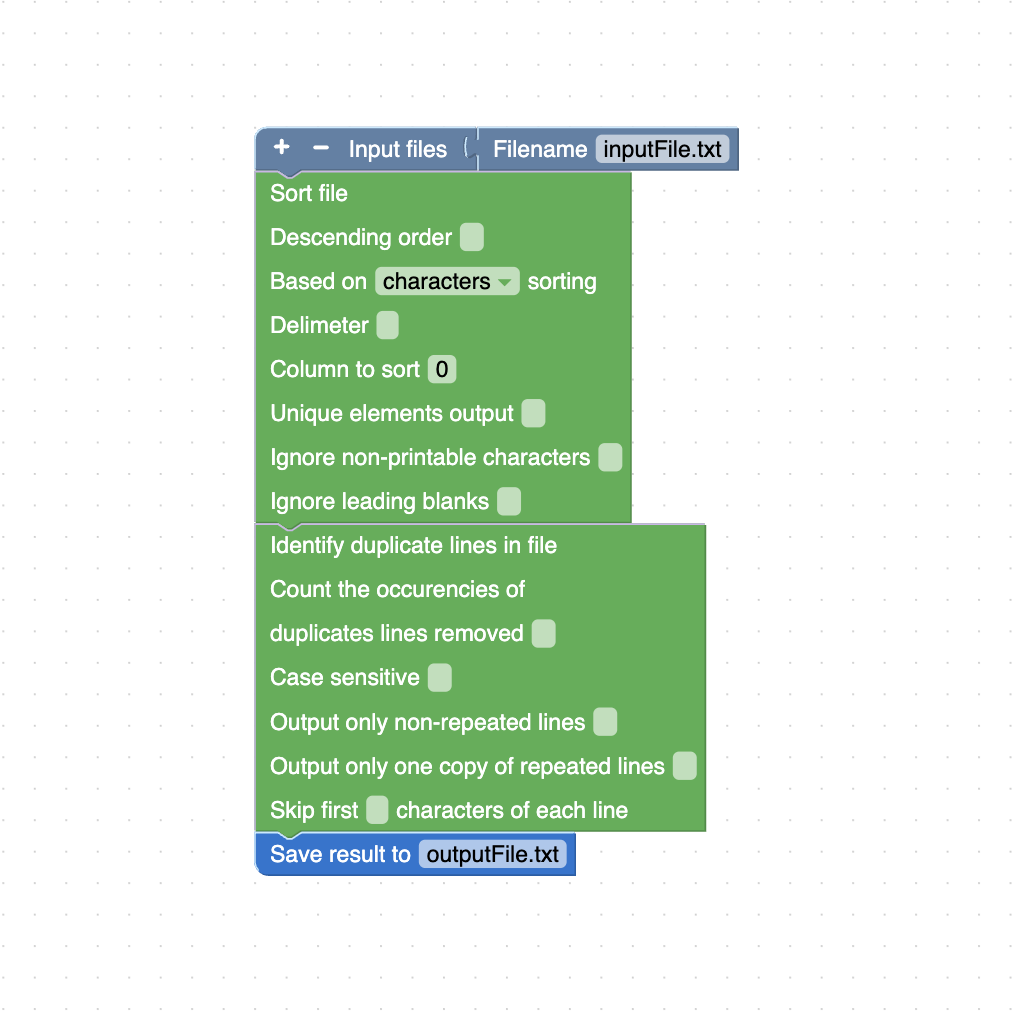 + − Input files Filename inputFile.txt
Sort file
Descending order
Based on characters sorting
Delimeter
Column to sort 0
Unique elements output
Ignore non-printable characters
Ignore leading blanks
Identify duplicate lines in file
Count the occurencies of
duplicates lines removed
Case sensitive
Output only non-repeated lines
Output only one copy of repeated lines
Skip first characters of each line
Save result to outputFile.txt